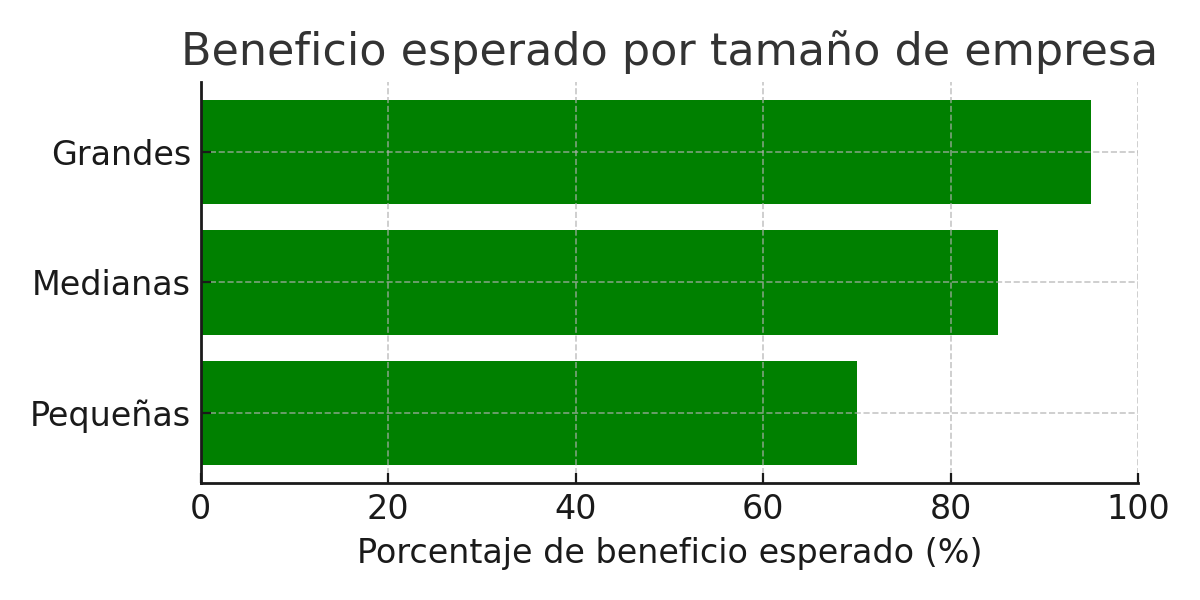 Beneficio esperado por tamaño de empresa
Grandes
Medianas
Pequeñas
0 20 40 60 80 100
Porcentaje de beneficio esperado (%)